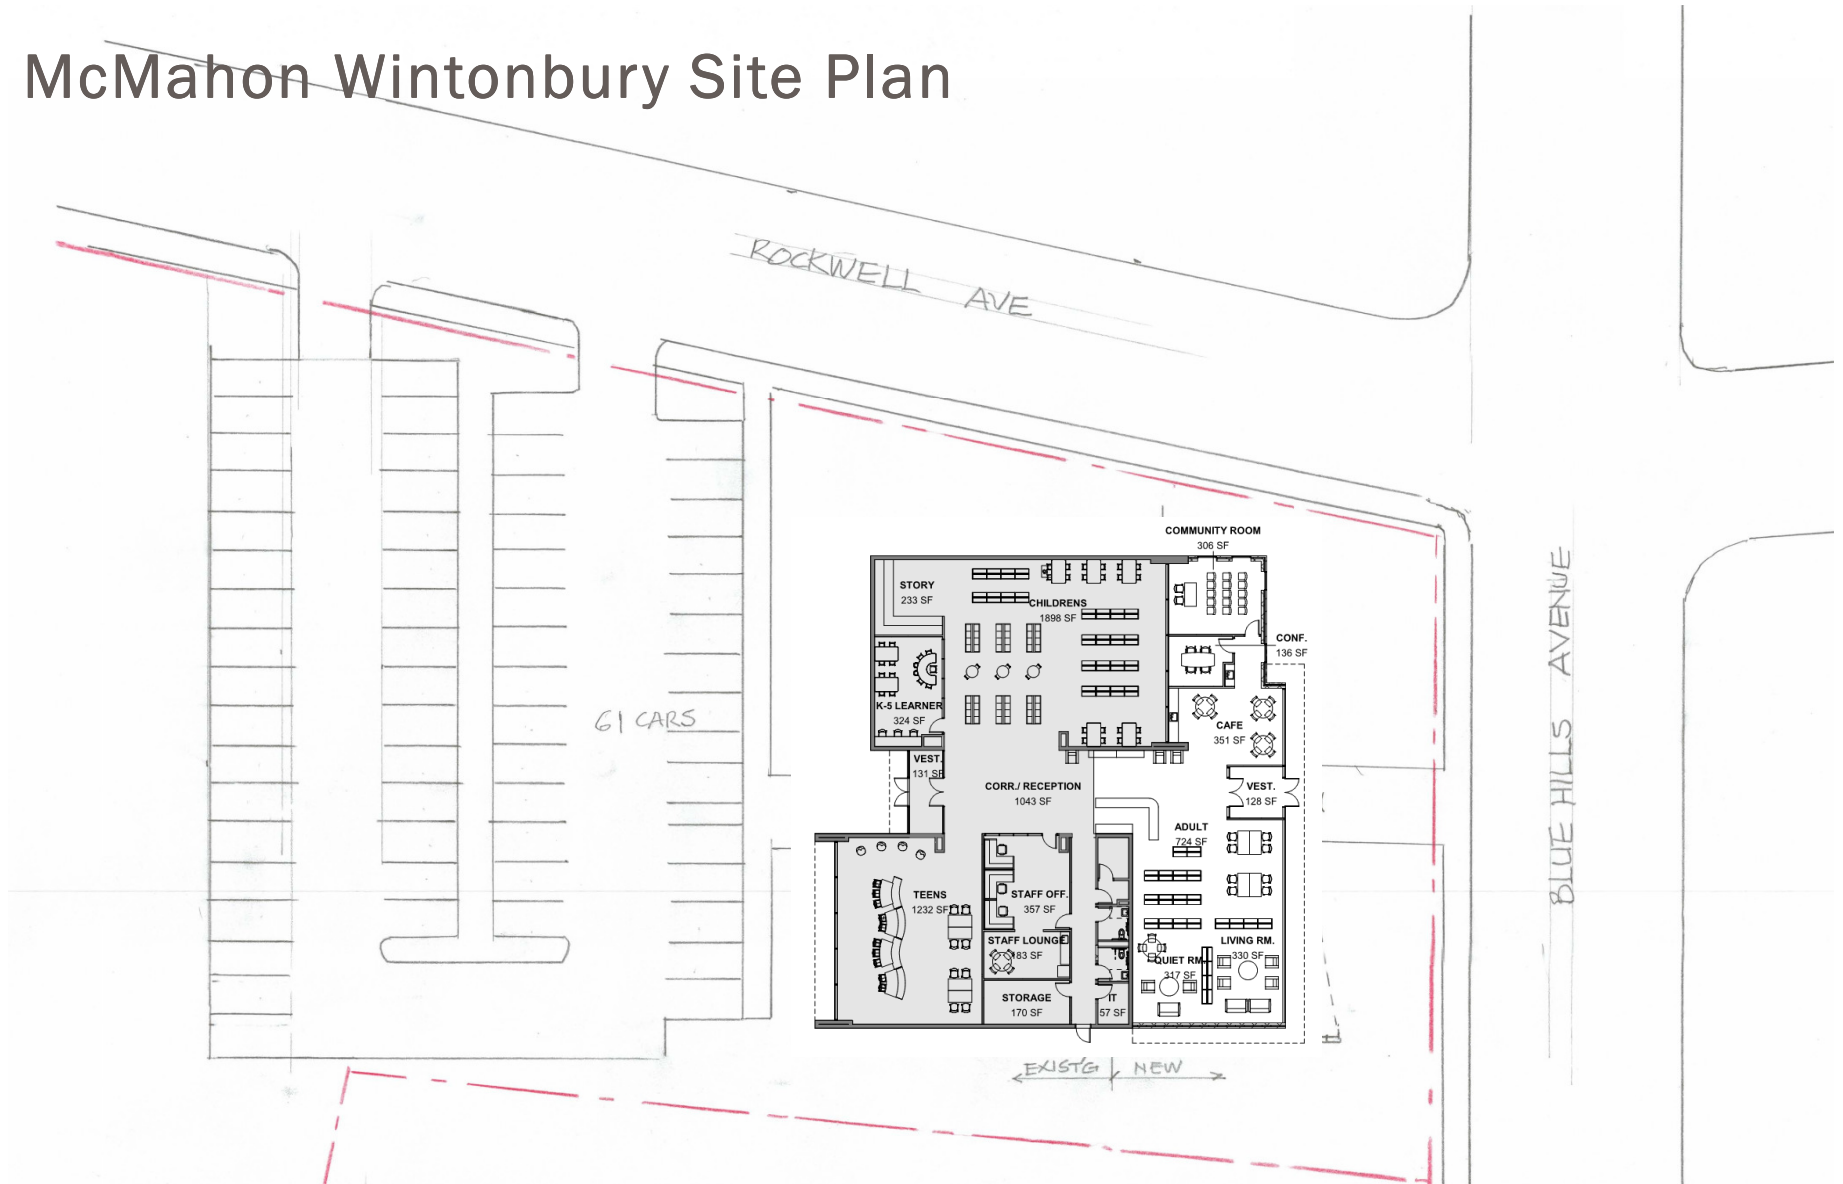 McMahon Wintonbury Site Plan
ROCKWELL AVE
COMMUNITY ROOM
306 SF
STORY
233 SF
CHILDRENS
1898 SF
CONF.
136 SF
K-5 LEARNER
324 SF
61 CARS
CAFE
351 SF
VEST.
131 SF
CORR./ RECEPTION
1043 SF
VEST.
128 SF
ADULT
724 SF
BLUE HILLS AVENUE
TEENS
1232 SF
STAFF OFF.
357 SF
STAFF LOUNGE
183 SF
LIVING RM.
330 SF
QUIET RM.
317 SF
STORAGE
170 SF
IT
57 SF
EXIST'G NEW